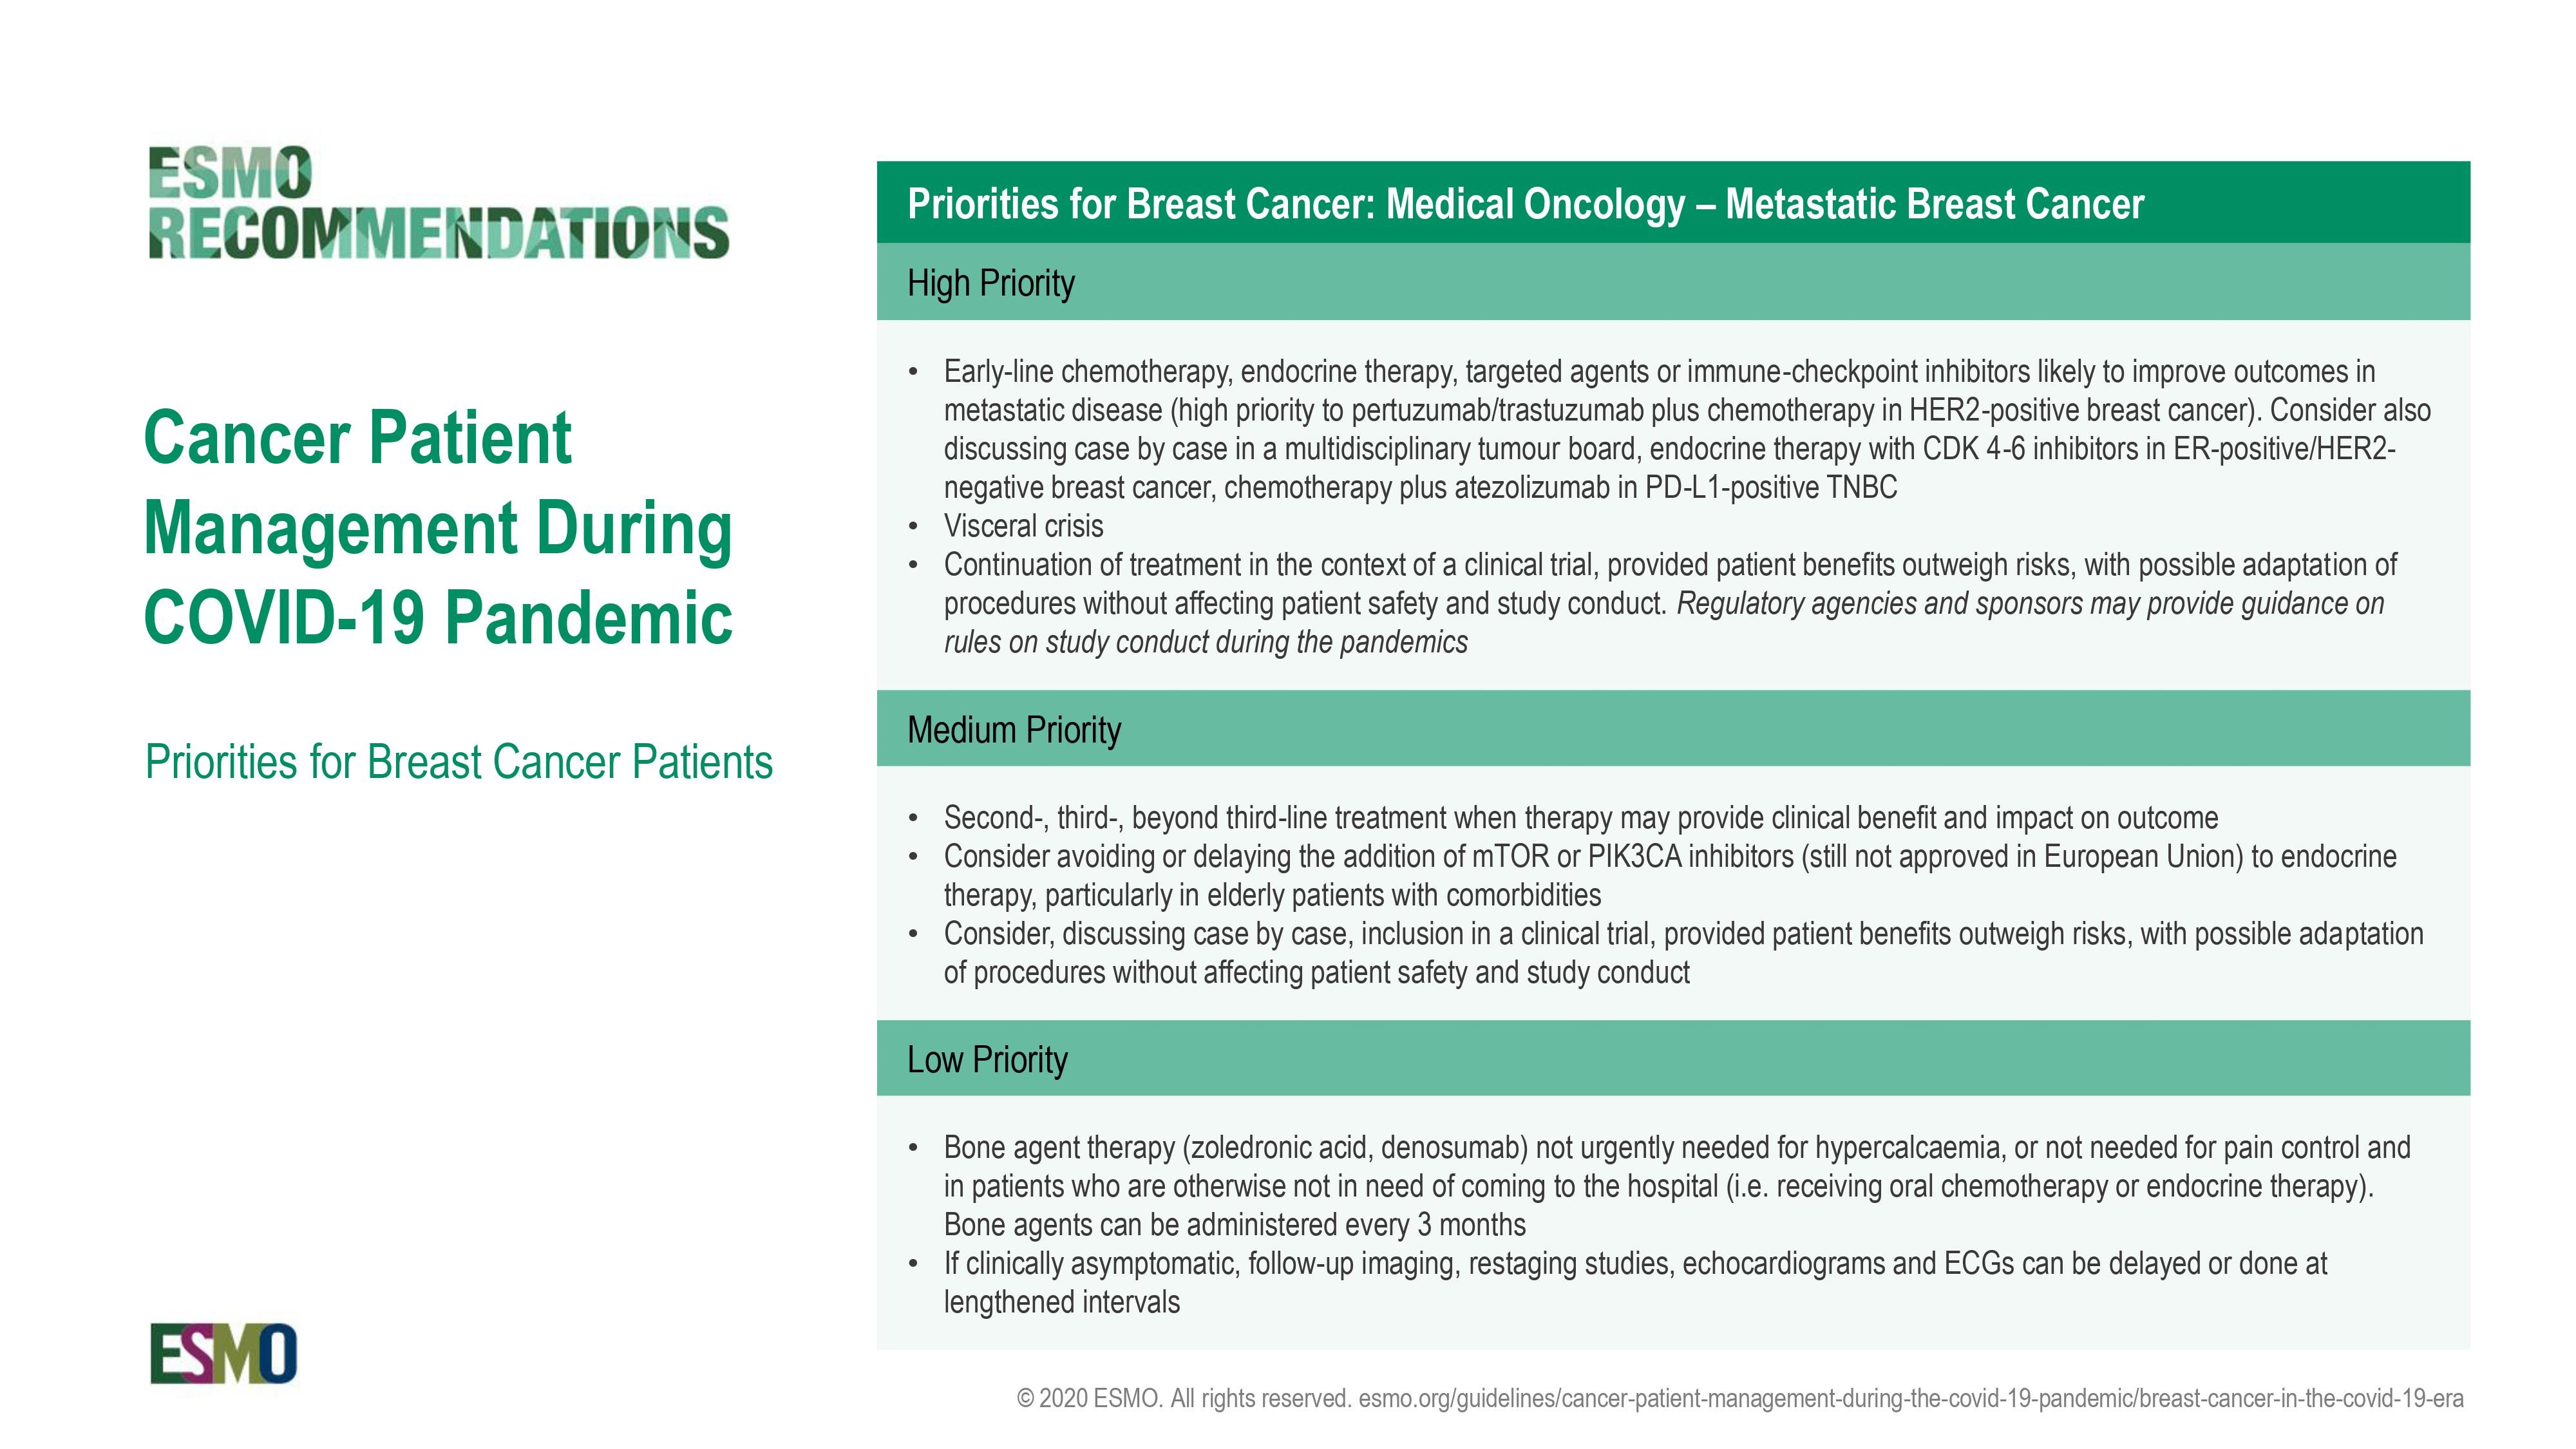 ESMO
RECOMMENDATIONS
Cancer Patient
Management During
COVID-19 Pandemic
Priorities for Breast Cancer Patients
Priorities for Breast Cancer: Medical Oncology – Metastatic Breast Cancer
High Priority
• Early-line chemotherapy, endocrine therapy, targeted agents or immune-checkpoint inhibitors likely to improve outcomes in
metastatic disease (high priority to pertuzumab/trastuzumab plus chemotherapy in HER2-positive breast cancer). Consider also
discussing case by case in a multidisciplinary tumour board, endocrine therapy with CDK 4-6 inhibitors in ER-positive/HER2-
negative breast cancer, chemotherapy plus atezolizumab in PD-L1-positive TNBC
• Visceral crisis
• Continuation of treatment in the context of a clinical trial, provided patient benefits outweigh risks, with possible adaptation of
procedures without affecting patient safety and study conduct. Regulatory agencies and sponsors may provide guidance on
rules on study conduct during the pandemics
Medium Priority
• Second-, third-, beyond third-line treatment when therapy may provide clinical benefit and impact on outcome
• Consider avoiding or delaying the addition of mTOR or PIK3CA inhibitors (still not approved in European Union) to endocrine
therapy, particularly in elderly patients with comorbidities
• Consider, discussing case by case, inclusion in a clinical trial, provided patient benefits outweigh risks, with possible adaptation
of procedures without affecting patient safety and study conduct
Low Priority
• Bone agent therapy (zoledronic acid, denosumab) not urgently needed for hypercalcaemia, or not needed for pain control and
in patients who are otherwise not in need of coming to the hospital (i.e. receiving oral chemotherapy or endocrine therapy).
Bone agents can be administered every 3 months
• If clinically asymptomatic, follow-up imaging, restaging studies, echocardiograms and ECGs can be delayed or done at
lengthened intervals
ESMO
© 2020 ESMO. All rights reserved. esmo.org/guidelines/cancer-patient-management-during-the-covid-19-pandemic/breast-cancer-in-the-covid-19-era